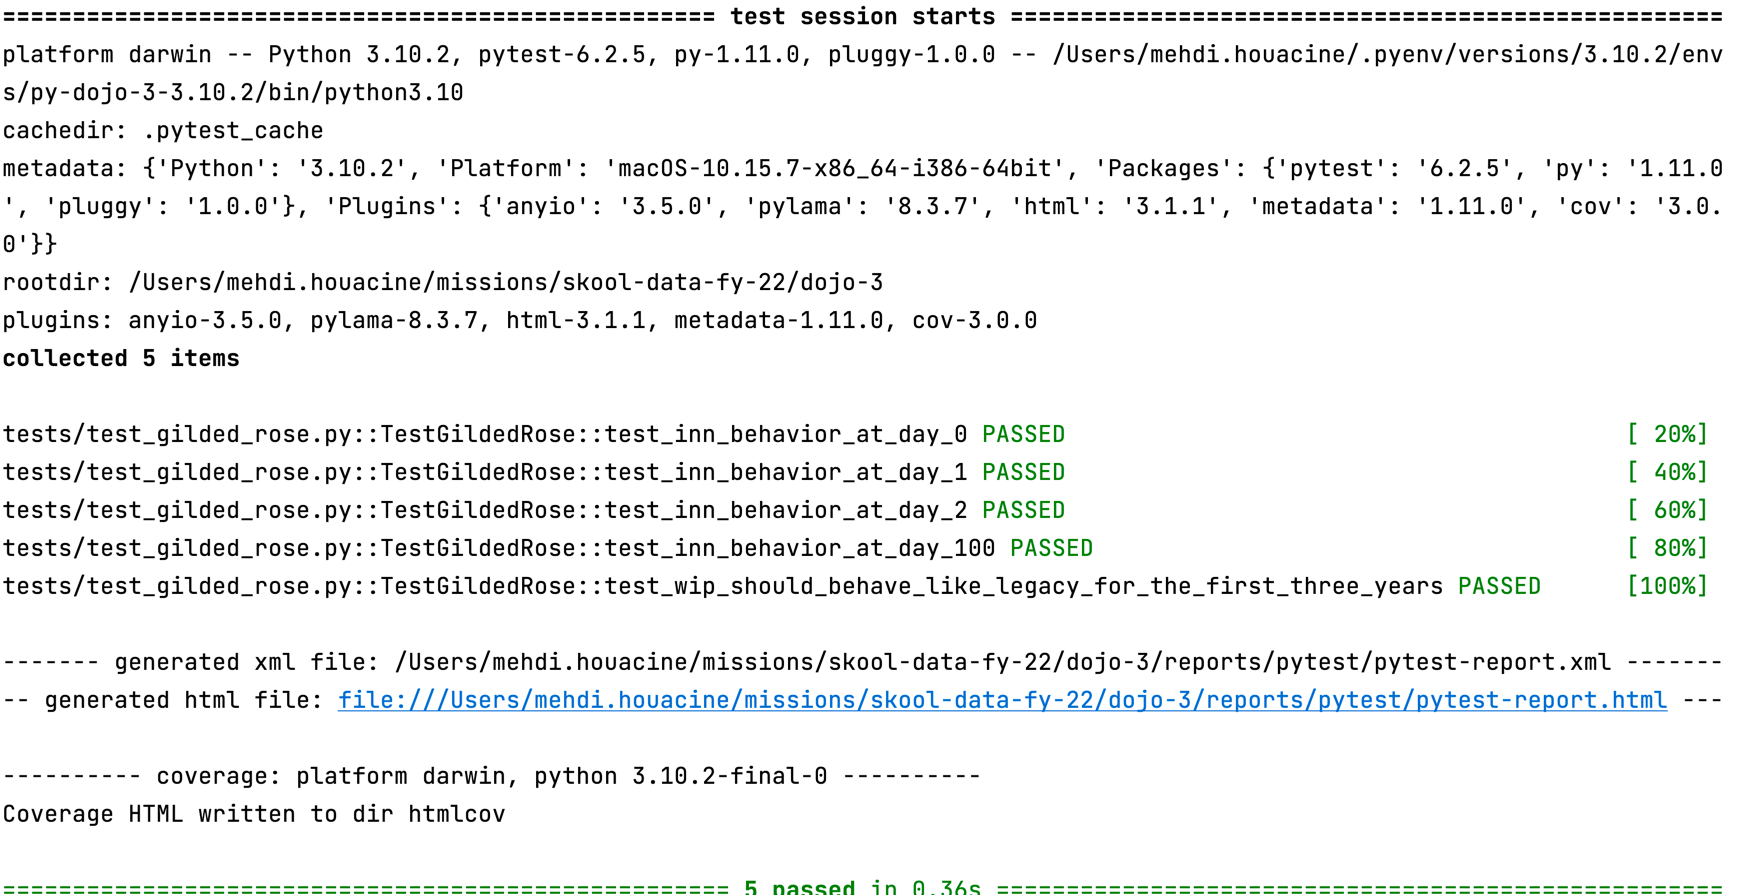 =================================================== test session starts ===================================================
platform darwin -- Python 3.10.2, pytest-6.2.5, py-1.11.0, pluggy-1.0.0 -- /Users/mehdi.houacine/.pyenv/versions/3.10.2/env
s/py-dojo-3-3.10.2/bin/python3.10
cachedir: .pytest_cache
metadata: {'Python': '3.10.2', 'Platform': 'macOS-10.15.7-x86_64-i386-64bit', 'Packages': {'pytest': '6.2.5', 'py': '1.11.0
', 'pluggy': '1.0.0'}, 'Plugins': {'anyio': '3.5.0', 'pylama': '8.3.7', 'html': '3.1.1', 'metadata': '1.11.0', 'cov': '3.0.
0'}}
rootdir: /Users/mehdi.houacine/missions/skool-data-fy-22/dojo-3
plugins: anyio-3.5.0, pylama-8.3.7, html-3.1.1, metadata-1.11.0, cov-3.0.0
collected 5 items
tests/test_gilded_rose.py::TestGildedRose::test_inn_behavior_at_day_0 PASSED [ 20%]
tests/test_gilded_rose.py::TestGildedRose::test_inn_behavior_at_day_1 PASSED [ 40%]
tests/test_gilded_rose.py::TestGildedRose::test_inn_behavior_at_day_2 PASSED [ 60%]
tests/test_gilded_rose.py::TestGildedRose::test_inn_behavior_at_day_100 PASSED [ 80%]
tests/test_gilded_rose.py::TestGildedRose::test_wip_should_behave_like_legacy_for_the_first_three_years PASSED [100%]
------- generated xml file: /Users/mehdi.houacine/missions/skool-data-fy-22/dojo-3/reports/pytest/pytest-report.xml -------
-- generated html file: file:///Users/mehdi.houacine/missions/skool-data-fy-22/dojo-3/reports/pytest/pytest-report.html ---
---------- coverage: platform darwin, python 3.10.2-final-0 ----------
Coverage HTML written to dir htmlcov
==================================================== 5 passed in 0.36s ====================================================